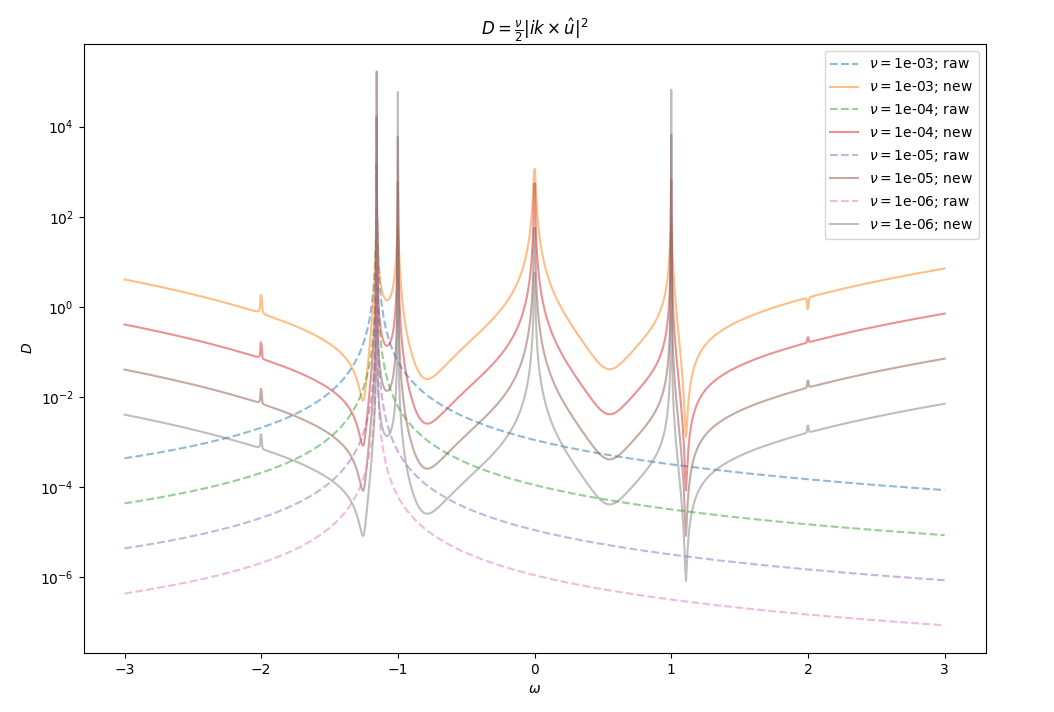 D = ν/2 |ik × û|²
10⁴
10²
10⁰
10⁻²
10⁻⁴
10⁻⁶
D
−3
−2
−1
0
1
2
3
ω
ν = 1e-03; raw
ν = 1e-03; new
ν = 1e-04; raw
ν = 1e-04; new
ν = 1e-05; raw
ν = 1e-05; new
ν = 1e-06; raw
ν = 1e-06; new